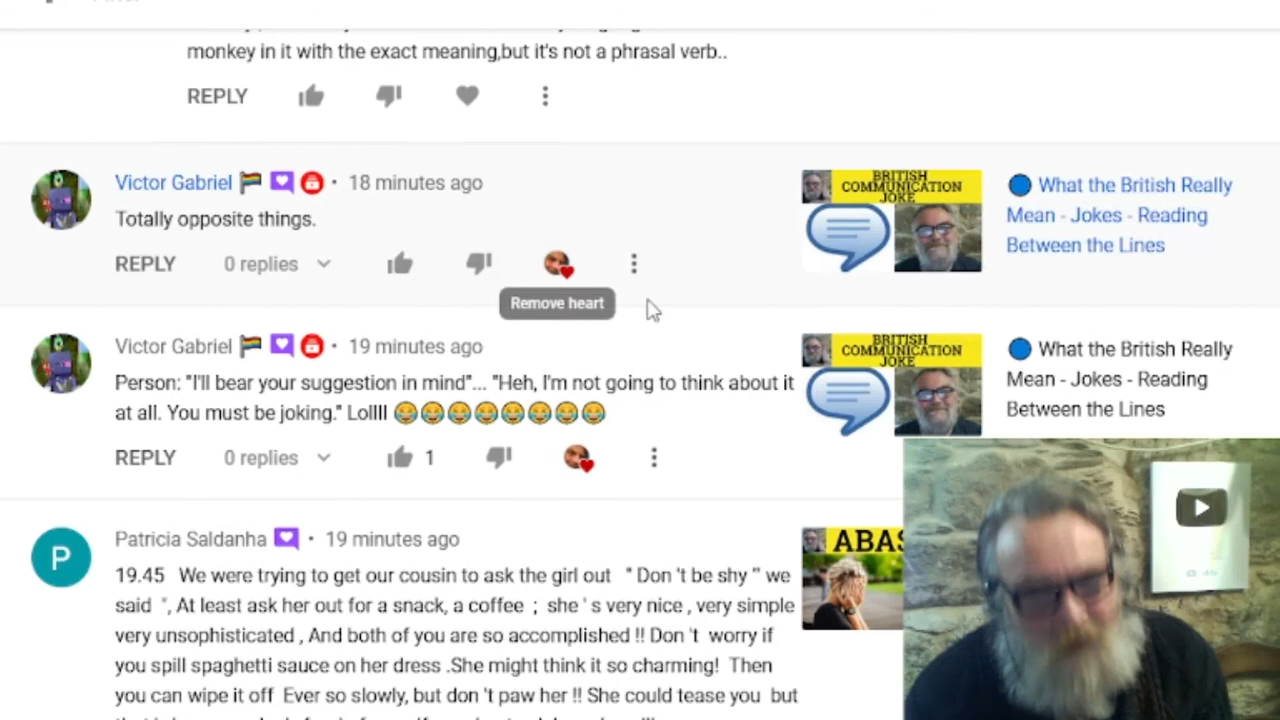 monkey in it with the exact meaning,but it's not a phrasal verb..
REPLY
Victor Gabriel • 18 minutes ago
Totally opposite things.
REPLY 0 replies
Remove heart
BRITISH
COMMUNICATION
JOKE
What the British Really
Mean - Jokes - Reading
Between the Lines
Victor Gabriel • 19 minutes ago
Person: "I'll bear your suggestion in mind"... "Heh, I'm not going to think about it
at all. You must be joking." Lollll 😂😂😂😂😂😂😂😂
REPLY 0 replies 1
BRITISH
COMMUNICATION
JOKE
What the British Really
Mean - Jokes - Reading
Between the Lines
P
Patricia Saldanha • 19 minutes ago
19.45 We were trying to get our cousin to ask the girl out " Don 't be shy " we
said ", At least ask her out for a snack, a coffee ; she ' s very nice , very simple
very unsophisticated , And both of you are so accomplished !! Don 't worry if
you spill spaghetti sauce on her dress .She might think it so charming! Then
you can wipe it off Ever so slowly, but don 't paw her !! She could tease you but
ABAS